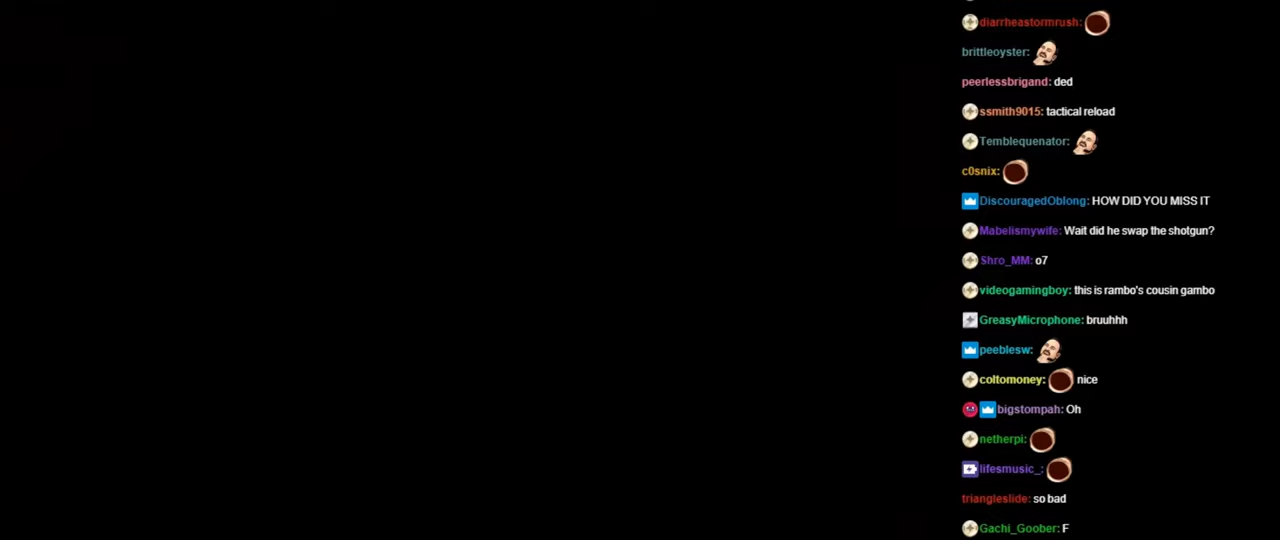 diarrheastormrush:
brittleoyster:
peerlessbrigand: ded
ssmith9015: tactical reload
Temblequenator:
c0snix:
DiscouragedOblong: HOW DID YOU MISS IT
Mabelismywife: Wait did he swap the shotgun?
Shro_MM: o7
videogamingboy: this is rambo's cousin gambo
GreasyMicrophone: bruuhhh
peeblesw:
coltomoney: nice
bigstompah: Oh
netherpi:
lifesmusic_:
triangleslide: so bad
Gachi_Goober: F